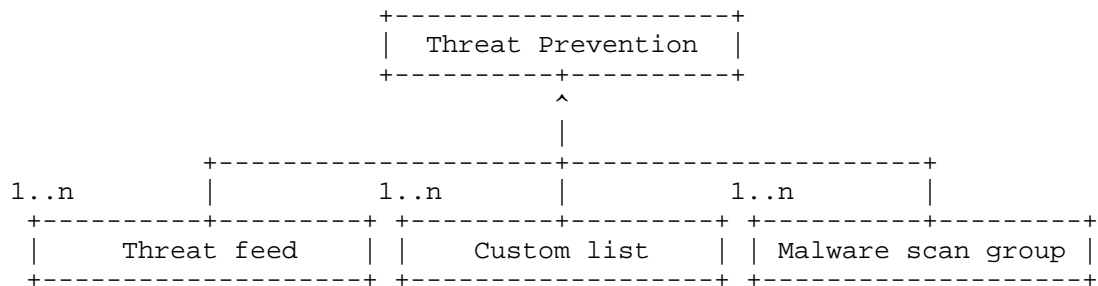 Threat Prevention
1..n 1..n 1..n
Threat feed Custom list Malware scan group